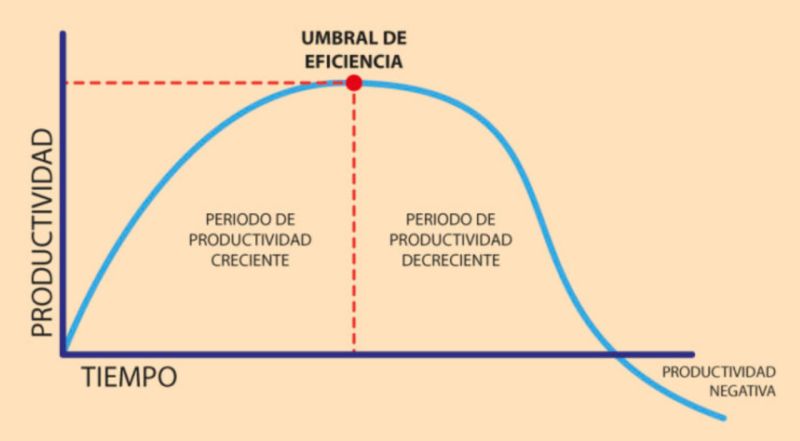 UMBRAL DE
EFICIENCIA
PRODUCTIVIDAD
PERIODO DE
PRODUCTIVIDAD
CRECIENTE
PERIODO DE
PRODUCTIVIDAD
DECRECIENTE
TIEMPO
PRODUCTIVIDAD
NEGATIVA